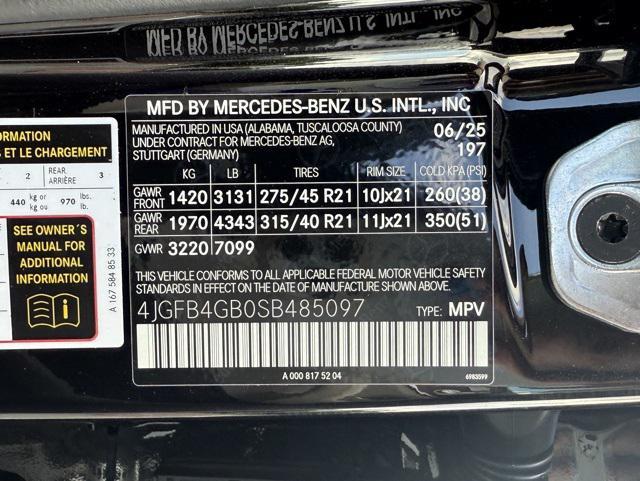 MFD BY MERCEDES-BENZ U.S. INTL., INC
MFD BY MERCEDES-BENZ U.S. INTL., INC
MANUFACTURED IN USA (ALABAMA, TUSCALOOSA COUNTY) 06/25
UNDER CONTRACT FOR MERCEDES-BENZ AG, 197
STUTTGART (GERMANY)
KG LB TIRES RIM SIZE COLD KPA (PSI)
GAWR FRONT 1420 3131 275/45 R21 10Jx21 260(38)
GAWR REAR 1970 4343 315/40 R21 11Jx21 350(51)
GVWR 3220 7099
THIS VEHICLE CONFORMS TO ALL APPLICABLE FEDERAL MOTOR VEHICLE SAFETY
STANDARDS IN EFFECT ON THE DATE OF MANUFACTURE SHOWN ABOVE.
4JGFB4GB0SB485097 TYPE: MPV
A 000 817 52 04 6983599
ORMATION
S ET LE CHARGEMENT
2 REAR ARRIÈRE 3
440 kg or kg ou 970 lbs. lb.
SEE OWNER'S
MANUAL FOR
ADDITIONAL
INFORMATION
A 167 584 85 33